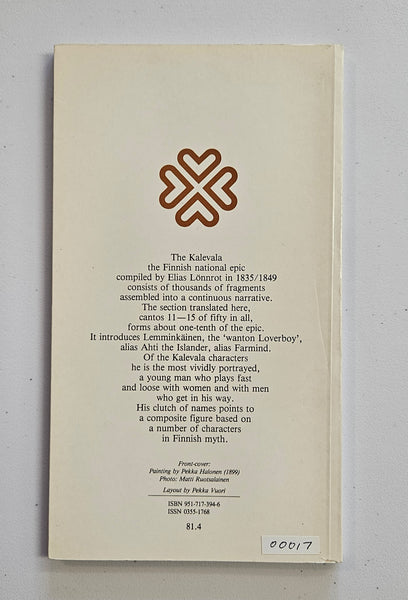 The Kalevala
the Finnish national epic
compiled by Elias Lönnrot in 1835/1849
consists of thousands of fragments
assembled into a continuous narrative.
The section translated here,
cantos 11—15 of fifty in all,
forms about one-tenth of the epic.
It introduces Lemminkäinen, the ‘wanton Loverboy’,
alias Ahti the Islander, alias Farmind.
Of the Kalevala characters
he is the most vividly portrayed,
a young man who plays fast
and loose with women and with men
who get in his way.
His clutch of names points to
a composite figure based on
a number of characters
in Finnish myth.
Front-cover:
Painting by Pekka Halonen (1899)
Photo: Matti Ruotsalainen
Layout by Pekka Vuori
ISBN 951-717-394-6
ISSN 0355-1768
81.4
00017